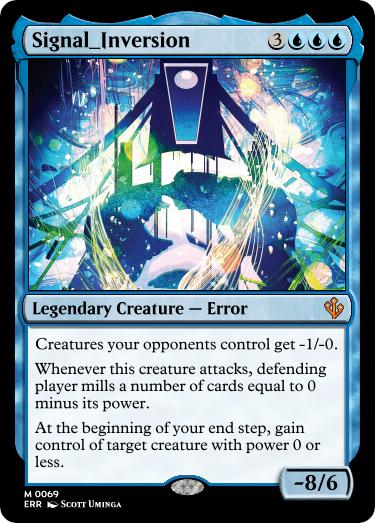 Signal_Inversion 3
Legendary Creature — Error
Creatures your opponents control get -1/-0.
Whenever this creature attacks, defending
player mills a number of cards equal to 0
minus its power.
At the beginning of your end step, gain
control of target creature with power 0 or
less.
-8/6
M 0069
ERR Scott Uminga